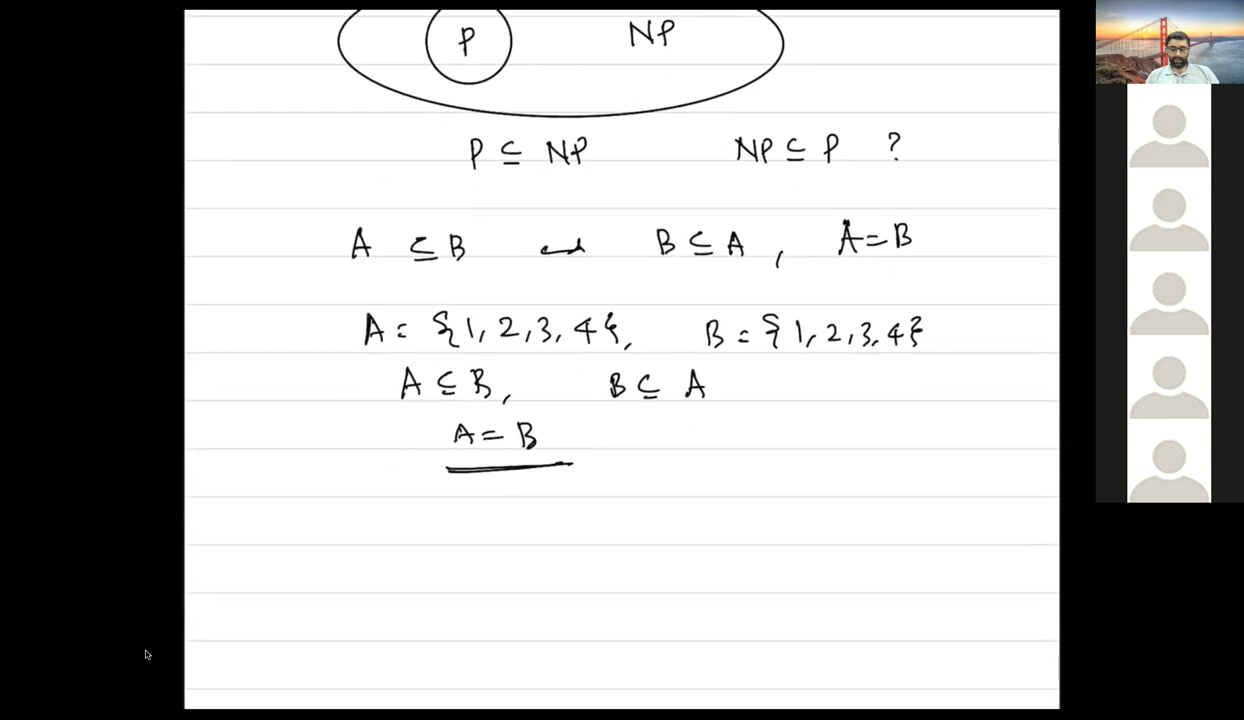 P NP
P ⊆ NP NP ⊆ P ?
A ⊆ B and B ⊆ A , A = B
A = {1, 2, 3, 4}, B = {1, 2, 3, 4}
A ⊆ B, B ⊆ A
A = B